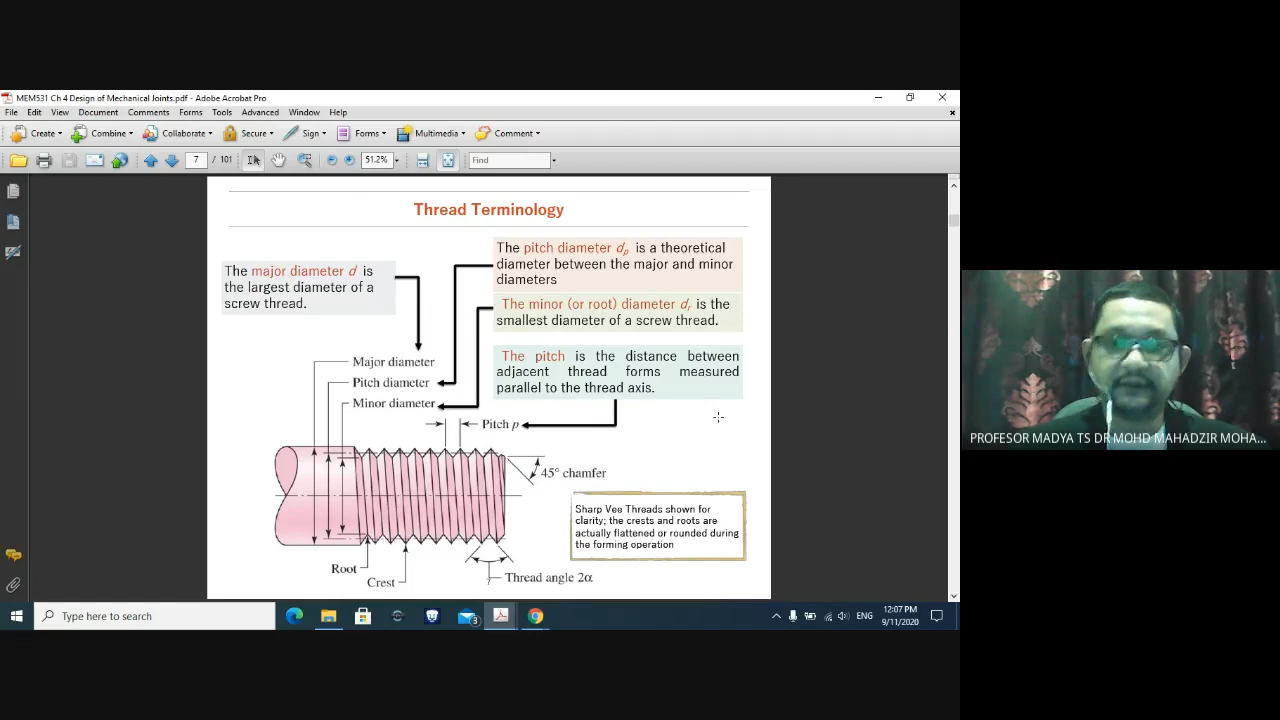 MEM531 Ch 4 Design of Mechanical Joints.pdf - Adobe Acrobat Pro
File Edit View Document Comments Forms Tools Advanced Window Help
Create Combine Collaborate Secure Sign Forms Multimedia Comment
7 / 101 51.2% Find
Thread Terminology
The major diameter d is
the largest diameter of a
screw thread.
The pitch diameter dp is a theoretical
diameter between the major and minor
diameters
The minor (or root) diameter dr is the
smallest diameter of a screw thread.
The pitch is the distance between
adjacent thread forms measured
parallel to the thread axis.
Major diameter
Pitch diameter
Minor diameter
Pitch p
45° chamfer
Sharp Vee Threads shown for
clarity; the crests and roots are
actually flattened or rounded during
the forming operation
Root
Crest
Thread angle 2α
PROFESOR MADYA TS DR MOHD MAHADZIR MOHA...
Type here to search
3
ENG
12:07 PM
9/11/2020